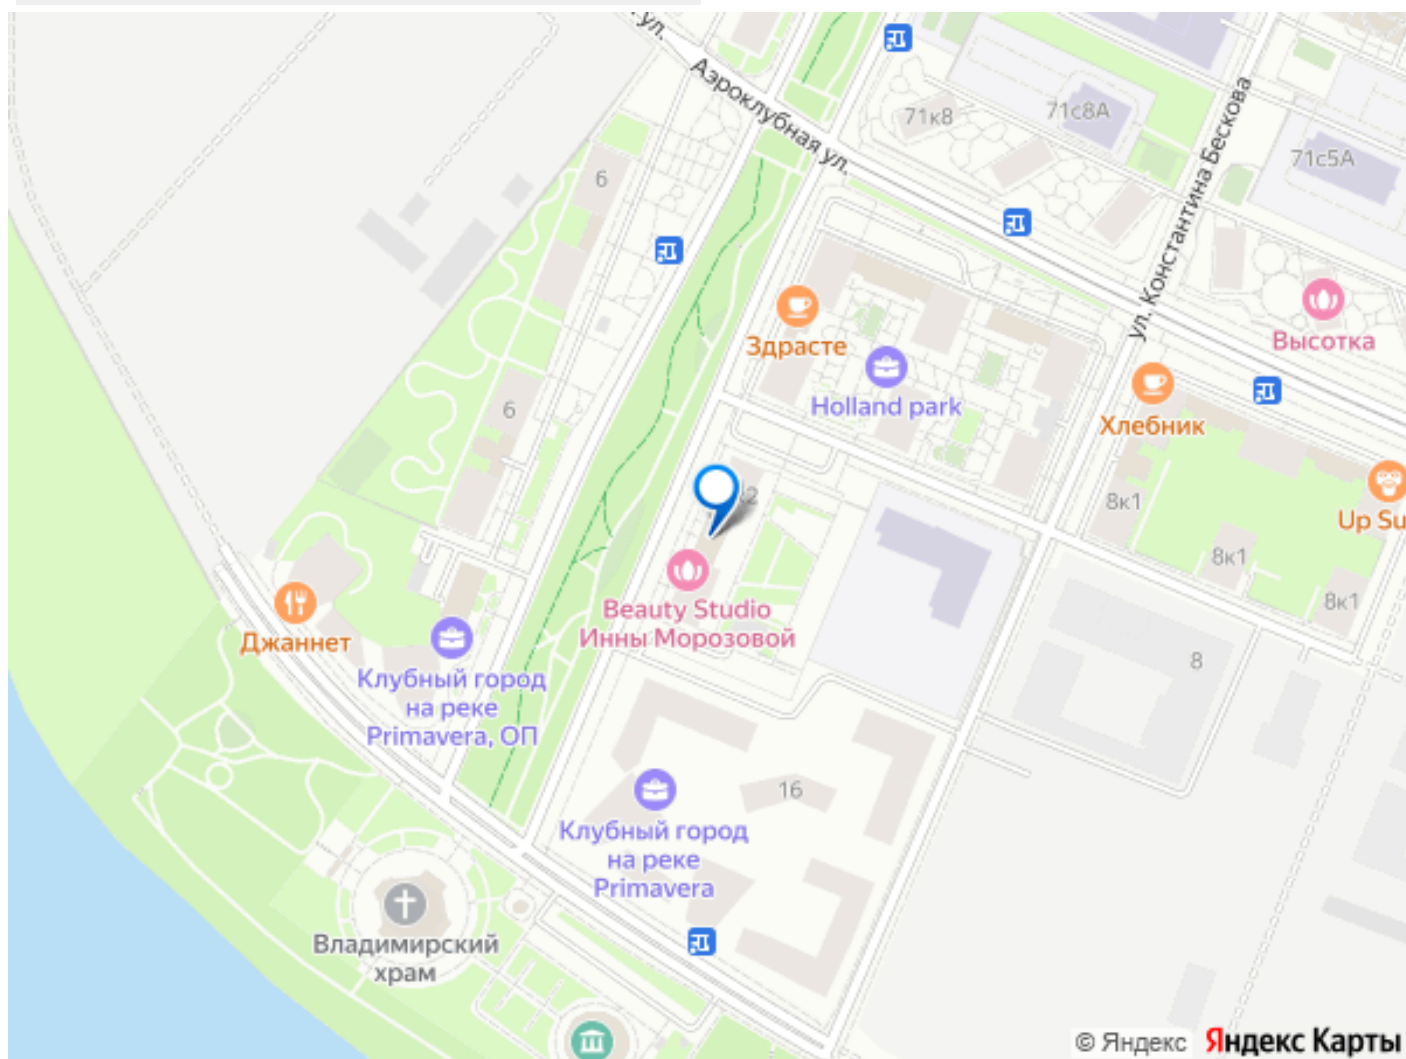 ул.
Аэроклубная ул.
71к8
71с8А
ул. Константина Бескова
71с5А
6
Здрасте
Holland park
Высотка
Хлебник
6
8к1
Up Su
8к1
8к1
Beauty Studio
Инны Морозовой
Джаннет
Клубный город
на реке
Primavera, ОП
8
16
Клубный город
на реке
Primavera
Владимирский
храм
© Яндекс Яндекс Карты